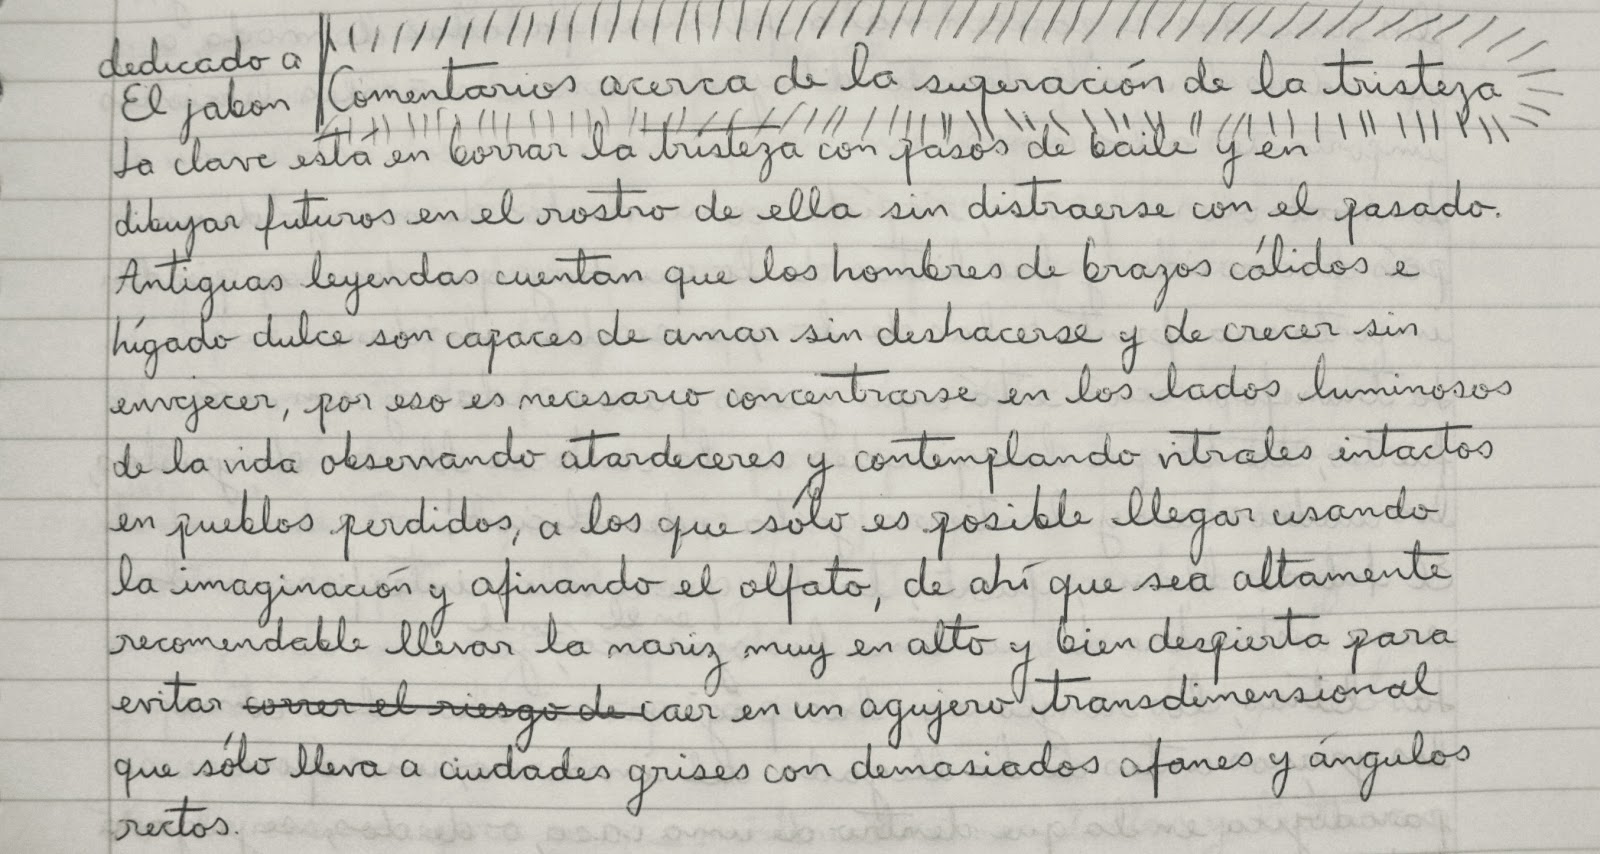 dedicado a
El jabon
Comentarios acerca de la superación de la tristeza
La clave está en borrar la tristeza con pasos de baile y en
dibujar futuros en el rostro de ella sin distraerse con el pasado.
Antiguas leyendas cuentan que los hombres de brazos cálidos e
hígado dulce son capaces de amar sin deshacerse y de crecer sin
envejecer, por eso es necesario concentrarse en los lados luminosos
de la vida observando atardeceres y contemplando vitrales intactos
en pueblos perdidos, a los que sólo es posible llegar usando
la imaginación y afinando el olfato, de ahí que sea altamente
recomendable llevar la nariz muy en alto y bien despierta para
evitar correr el riesgo de caer en un agujero transdimensional
que sólo lleva a ciudades grises con demasiados afanes y ángulos
rectos.